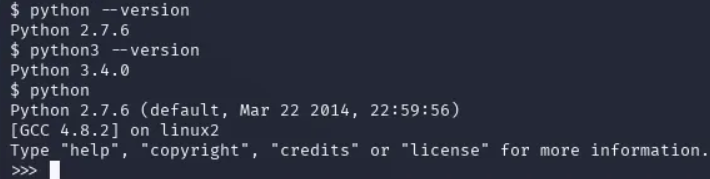 $ python --version
Python 2.7.6
$ python3 --version
Python 3.4.0
$ python
Python 2.7.6 (default, Mar 22 2014, 22:59:56)
[GCC 4.8.2] on linux2
Type "help", "copyright", "credits" or "license" for more information.
>>>